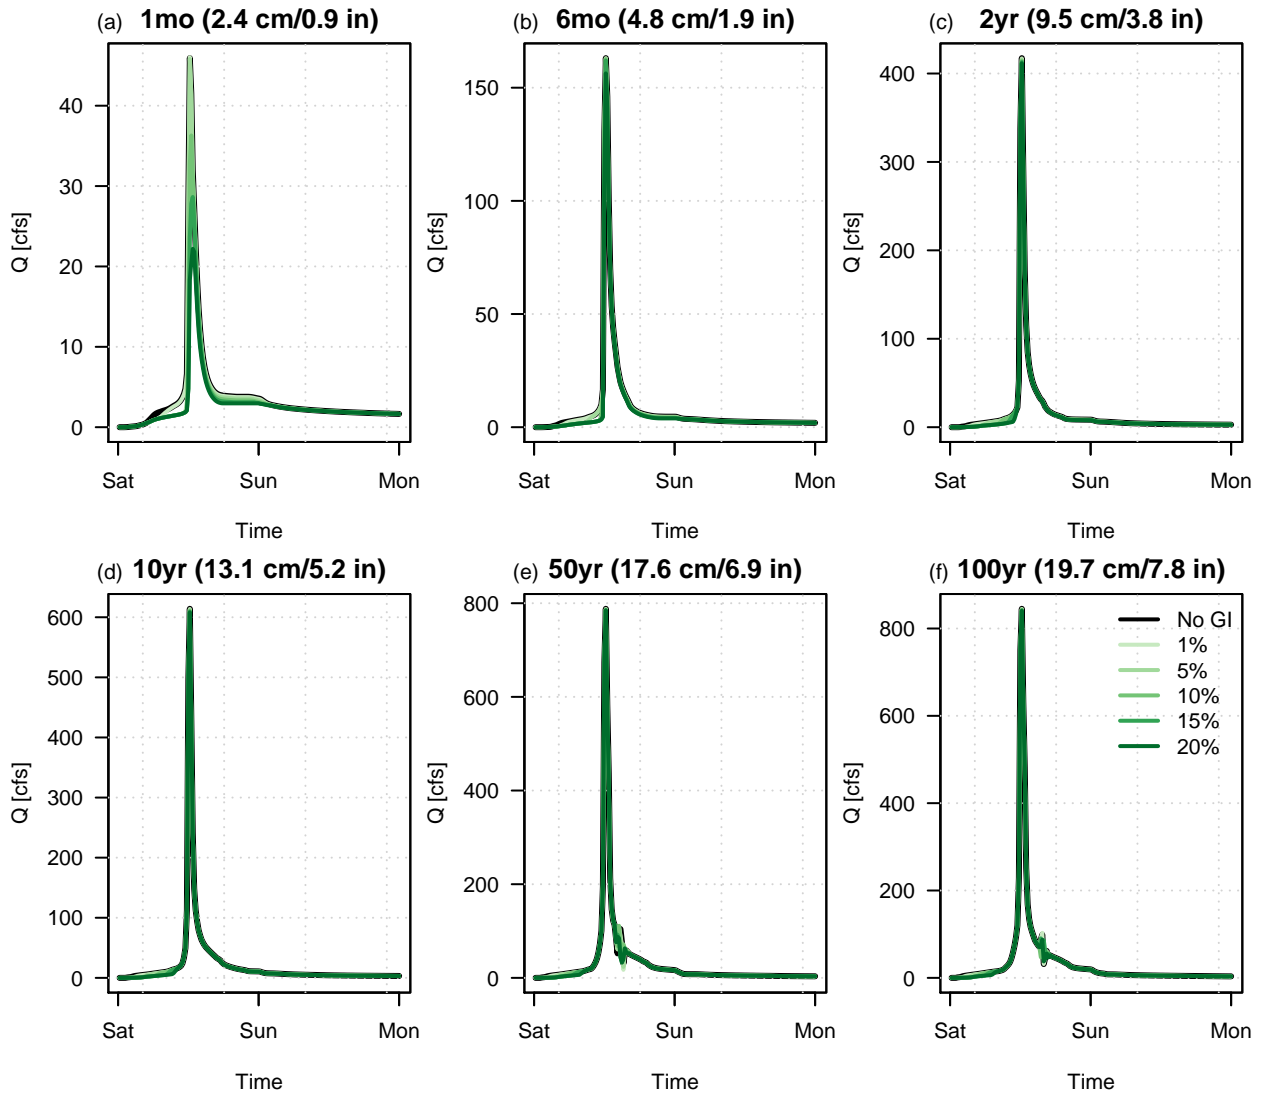 (a) 1mo (2.4 cm/0.9 in)
Q [cfs]
40
30
20
10
0
Sat Sun Mon
Time
(b) 6mo (4.8 cm/1.9 in)
Q [cfs]
150
100
50
0
Sat Sun Mon
Time
(c) 2yr (9.5 cm/3.8 in)
Q [cfs]
400
300
200
100
0
Sat Sun Mon
Time
(d) 10yr (13.1 cm/5.2 in)
Q [cfs]
600
500
400
300
200
100
0
Sat Sun Mon
Time
(e) 50yr (17.6 cm/6.9 in)
Q [cfs]
800
600
400
200
0
Sat Sun Mon
Time
(f) 100yr (19.7 cm/7.8 in)
Q [cfs]
800
600
400
200
0
No GI
1%
5%
10%
15%
20%
Sat Sun Mon
Time